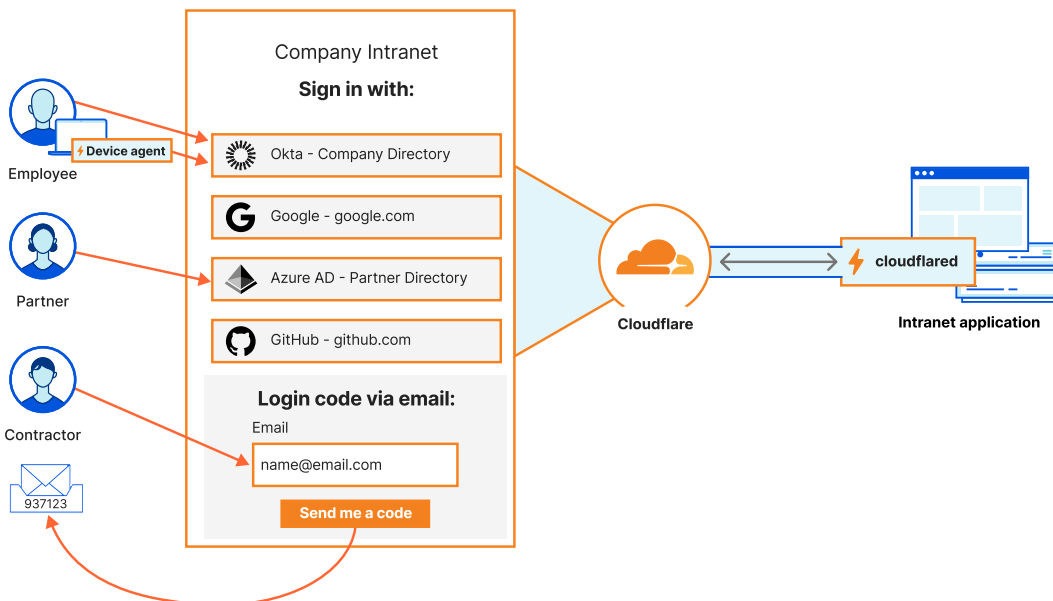 Company Intranet
Sign in with:
Device agent
Employee
Okta - Company Directory
Google - google.com
Partner
Azure AD - Partner Directory
GitHub - github.com
Contractor
937123
Login code via email:
Email
name@email.com
Send me a code
Cloudflare
cloudflared
Intranet application